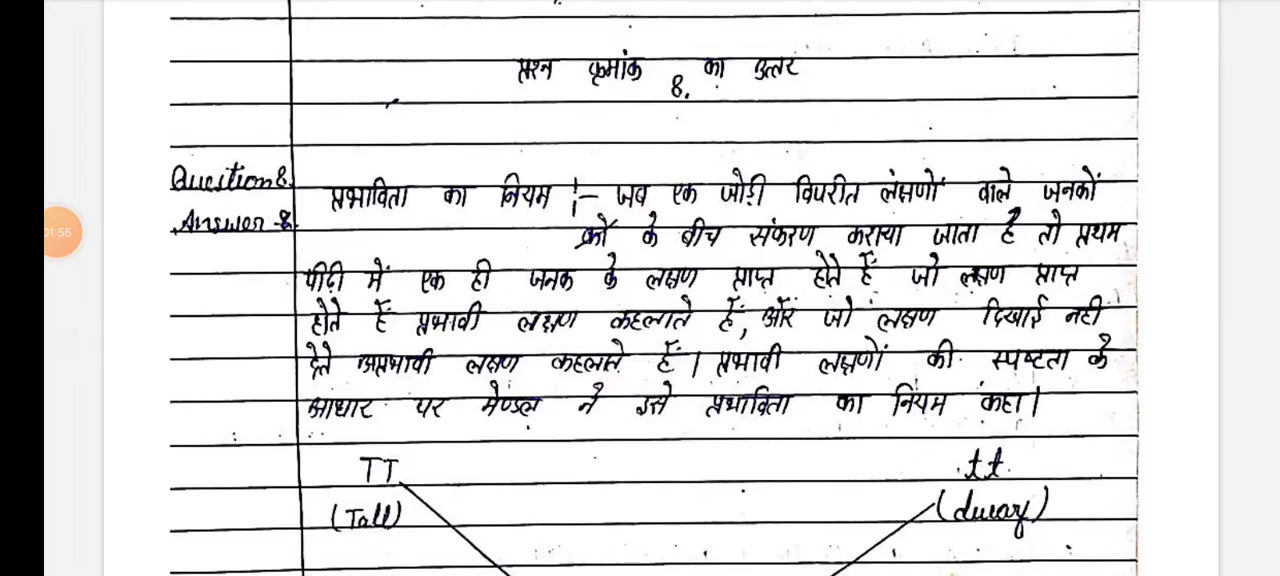 प्रश्न क्रमांक 8. का उत्तर
Question 8.
प्रभाविता का नियम :- जब एक जोड़ी विपरीत लक्षणों वाले जनकों
Answer - 8.
के बीच संकरण कराया जाता है तो प्रथम
पीढ़ी में एक ही जनक के लक्षण प्राप्त होते हैं जो लक्षण प्राप्त
होते हैं प्रभावी लक्षण कहलाते हैं, और जो लक्षण दिखाई नहीं
देते अप्रभावी लक्षण कहलाते हैं। प्रभावी लक्षणों की स्पष्टता के
आधार पर मेण्डल ने इसे प्रभाविता का नियम कहा।
TT tt
(Tall) (dwarf)
01:55